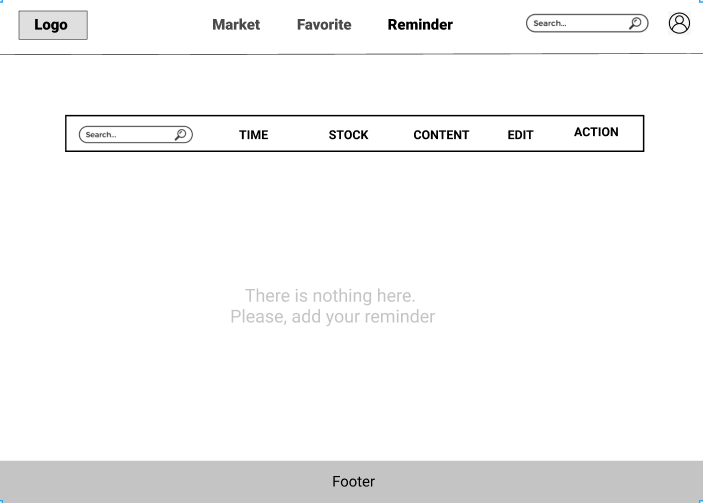 Logo
Market
Favorite
Reminder
Search...
Search...
TIME
STOCK
CONTENT
EDIT
ACTION
There is nothing here.
Please, add your reminder
Footer